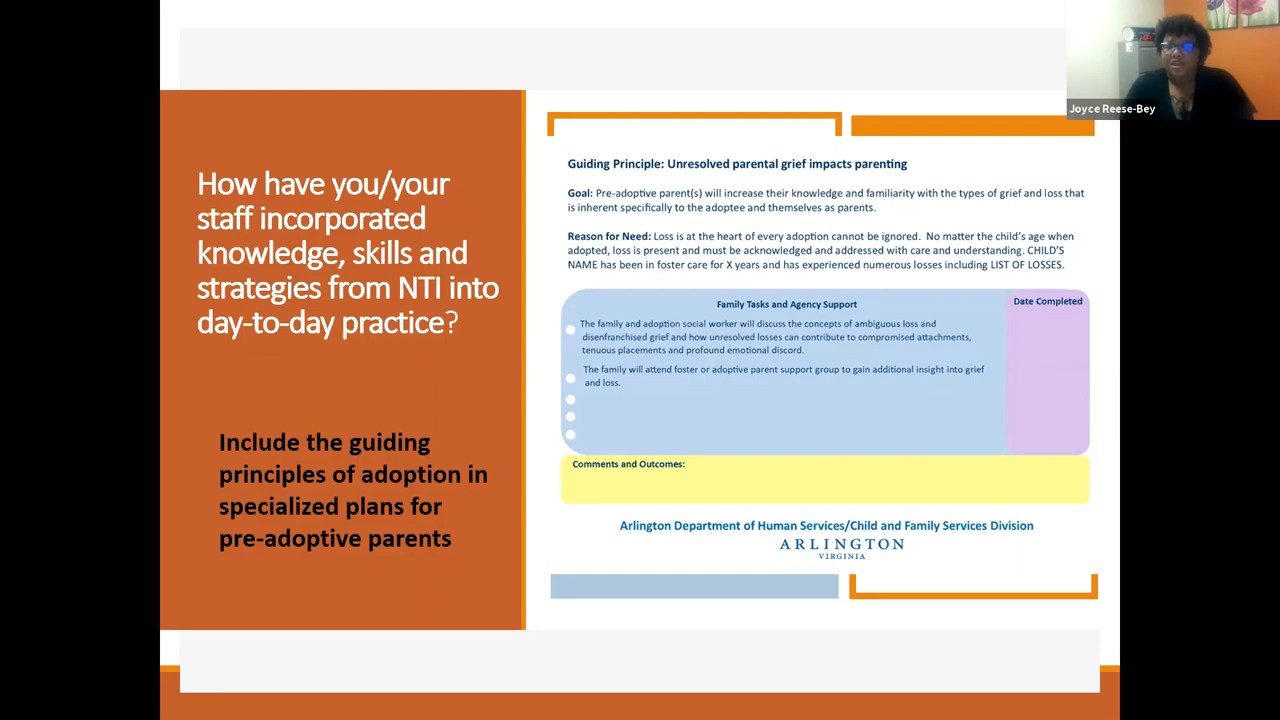 Joyce Reese-Bey
How have you/your
staff incorporated
knowledge, skills and
strategies from NTI into
day-to-day practice?
Include the guiding
principles of adoption in
specialized plans for
pre-adoptive parents
Guiding Principle: Unresolved parental grief impacts parenting
Goal: Pre-adoptive parent(s) will increase their knowledge and familiarity with the types of grief and loss that
is inherent specifically to the adoptee and themselves as parents.
Reason for Need: Loss is at the heart of every adoption cannot be ignored. No matter the child's age when
adopted, loss is present and must be acknowledged and addressed with care and understanding. CHILD'S
NAME has been in foster care for X years and has experienced numerous losses including LIST OF LOSSES.
Family Tasks and Agency Support
Date Completed
The family and adoption social worker will discuss the concepts of ambiguous loss and
disenfranchised grief and how unresolved losses can contribute to compromised attachments,
tenuous placements and profound emotional discord.
The family will attend foster or adoptive parent support group to gain additional insight into grief
and loss.
Comments and Outcomes:
Arlington Department of Human Services/Child and Family Services Division
ARLINGTON
VIRGINIA